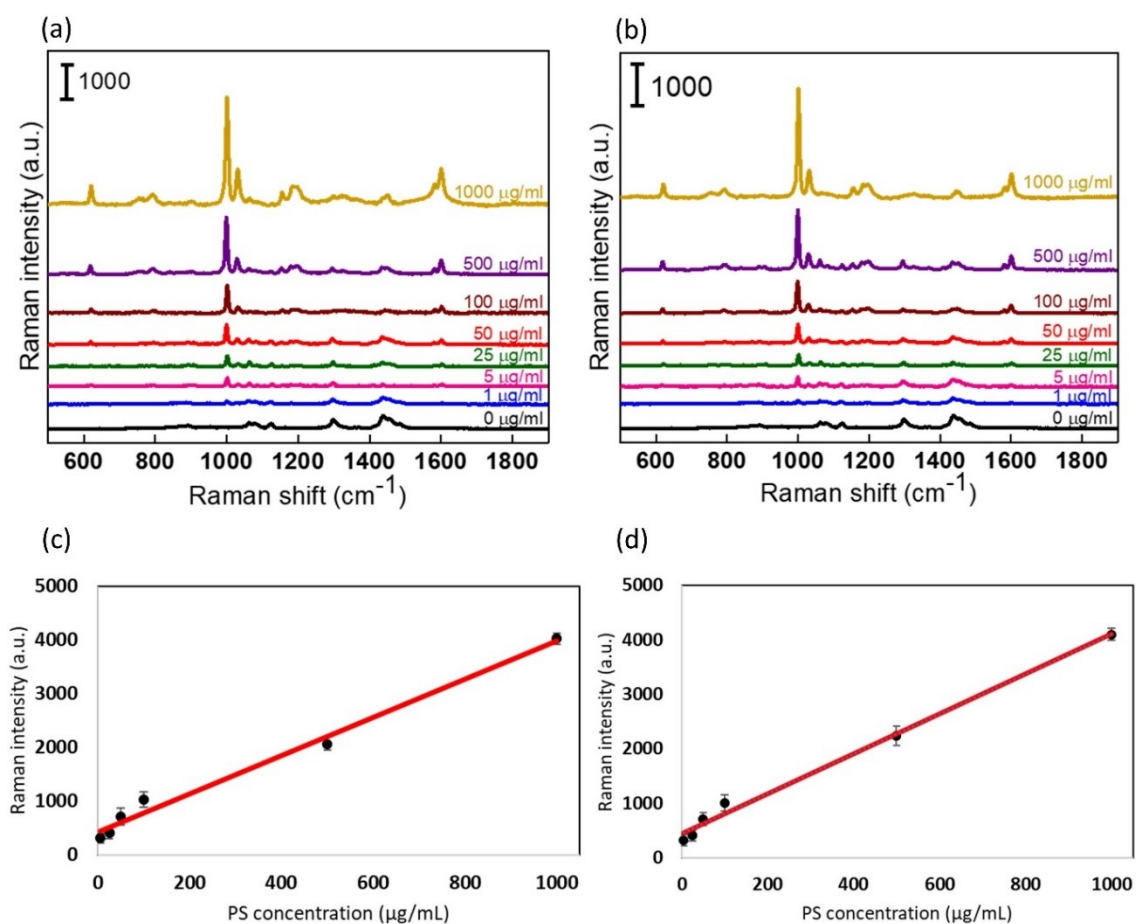 (a)
1000
Raman intensity (a.u.)
1000 µg/ml
500 µg/ml
100 µg/ml
50 µg/ml
25 µg/ml
5 µg/ml
1 µg/ml
0 µg/ml
600 800 1000 1200 1400 1600 1800
Raman shift (cm⁻¹)
(b)
1000
Raman intensity (a.u.)
1000 µg/ml
500 µg/ml
100 µg/ml
50 µg/ml
25 µg/ml
5 µg/ml
1 µg/ml
0 µg/ml
600 800 1000 1200 1400 1600 1800
Raman shift (cm⁻¹)
(c)
Raman intensity (a.u.)
5000
4000
3000
2000
1000
0
0 200 400 600 800 1000
PS concentration (µg/mL)
(d)
Raman intensity (a.u.)
5000
4000
3000
2000
1000
0
0 200 400 600 800 1000
PS concentration (µg/mL)